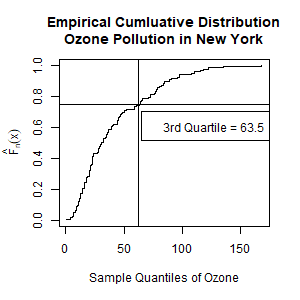 Empirical Cumluative Distribution
Ozone Pollution in New York
F̂n(x)
1.0
0.8
0.6
0.4
0.2
0.0
3rd Quartile = 63.5
0 50 100 150
Sample Quantiles of Ozone